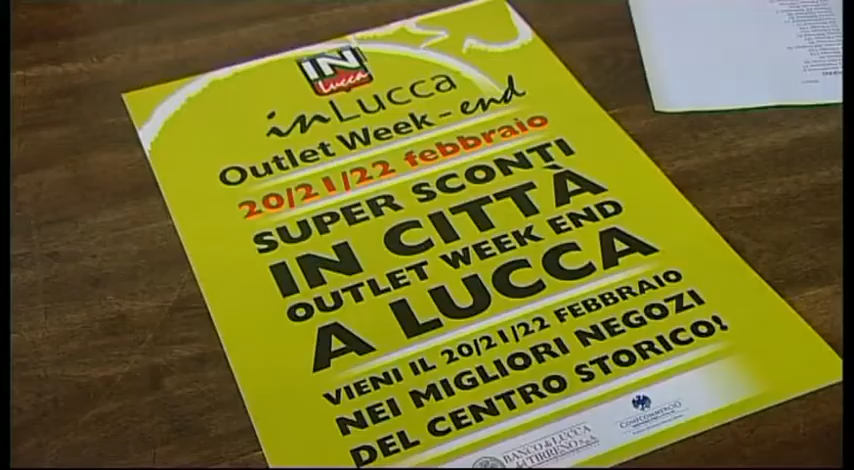 IN
Lucca
inLucca
Outlet Week-end
20/21/22 febbraio
SUPER SCONTI
IN CITTÀ
OUTLET WEEK END
A LUCCA
VIENI IL 20/21/22 FEBBRAIO
NEI MIGLIORI NEGOZI
DEL CENTRO STORICO!
BANCO DI LUCCA
DEL TIRRENO S.p.A.
CONFCOMMERCIO